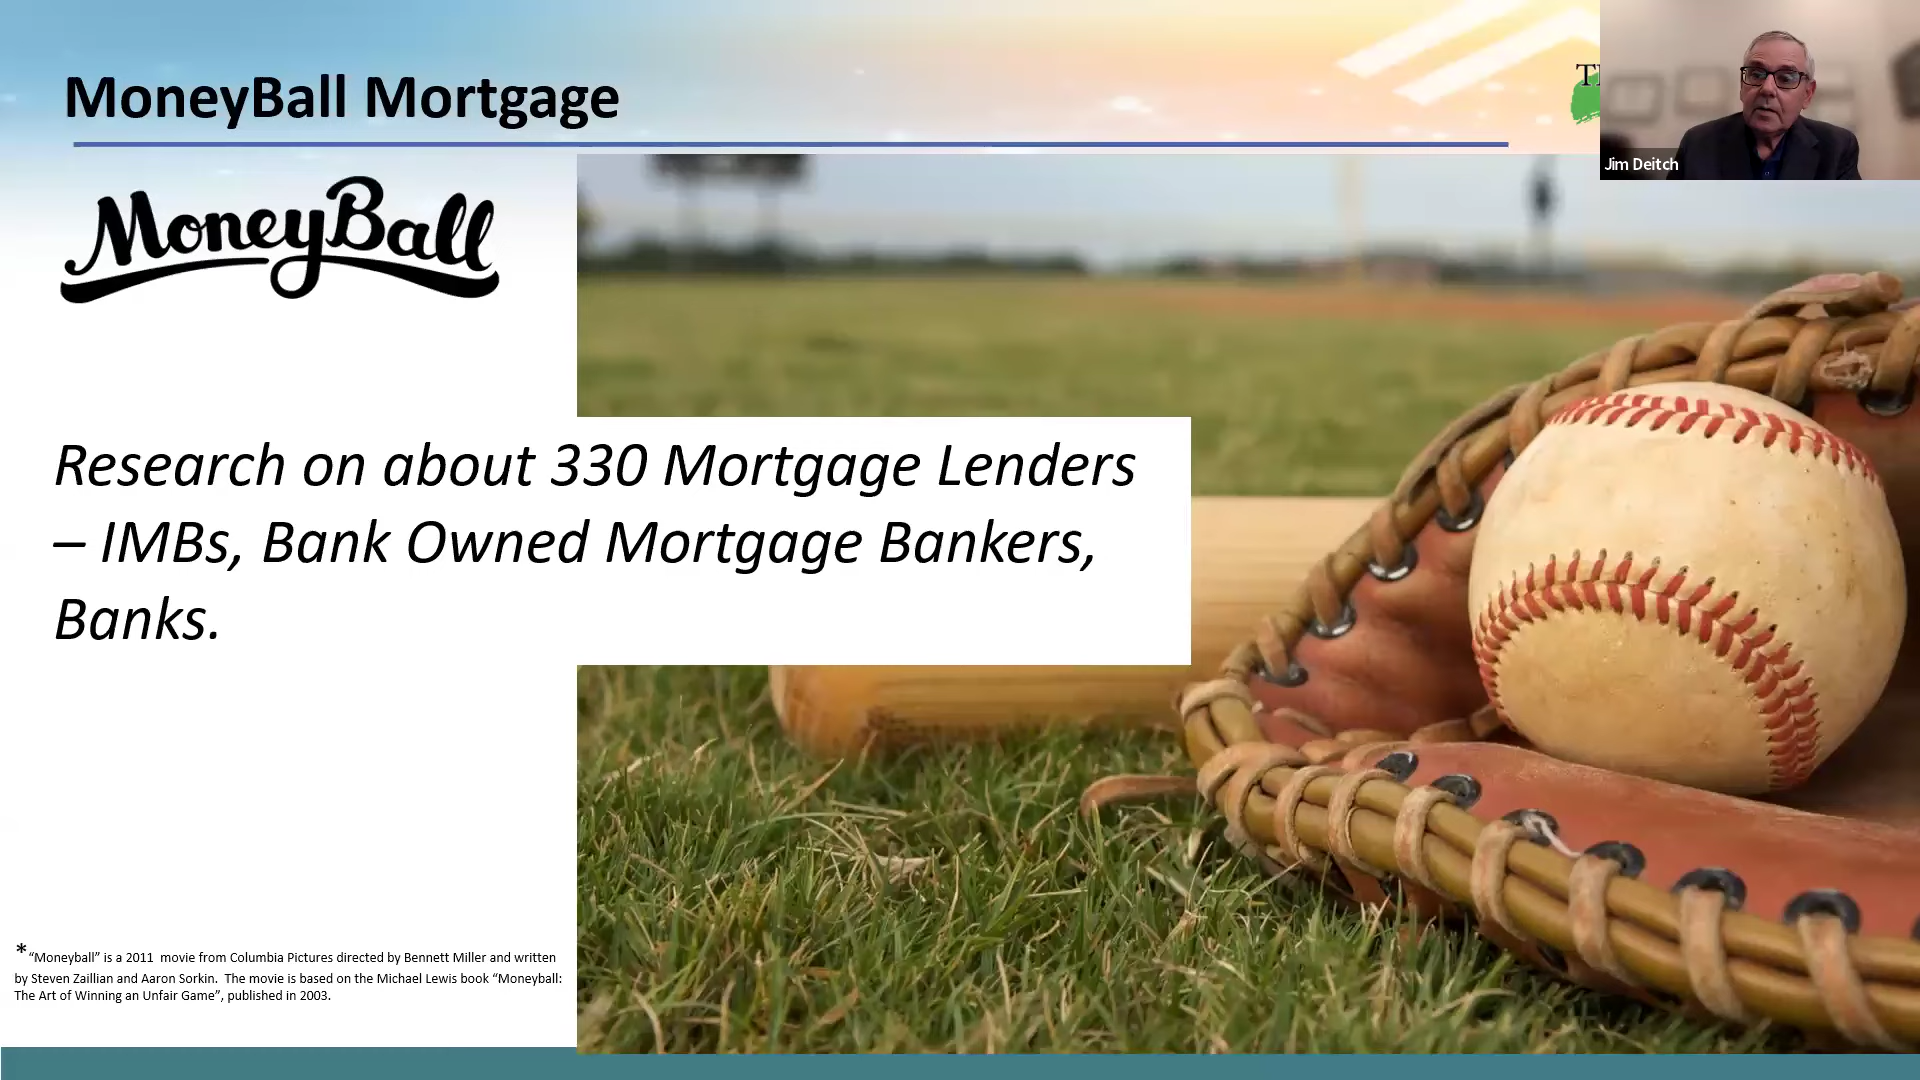 MoneyBall Mortgage
Jim Deitch
MoneyBall
Research on about 330 Mortgage Lenders
– IMBs, Bank Owned Mortgage Bankers,
Banks.
*“Moneyball” is a 2011 movie from Columbia Pictures directed by Bennett Miller and written
by Steven Zaillian and Aaron Sorkin. The movie is based on the Michael Lewis book “Moneyball:
The Art of Winning an Unfair Game”, published in 2003.